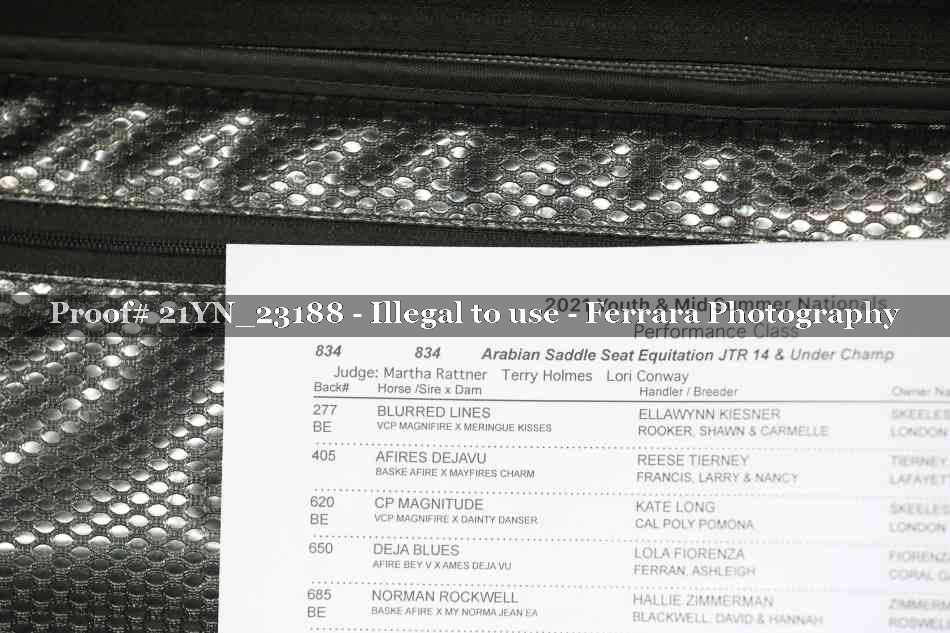 2021 Youth & Mid Summer Nationals
Proof# 21YN_23188 - Illegal to use - Ferrara Photography
Performance Class
834 834 Arabian Saddle Seat Equitation JTR 14 & Under Champ
Judge: Martha Rattner Terry Holmes Lori Conway
Back# Horse /Sire x Dam Handler / Breeder Owner
277 BLURRED LINES ELLAWYNN KIESNER
BE VCP MAGNIFIRE X MERINGUE KISSES ROOKER, SHAWN & CARMELLE LONDON
405 AFIRES DEJAVU REESE TIERNEY TIERNEY
BASKE AFIRE X MAYFIRES CHARM FRANCIS, LARRY & NANCY
620 CP MAGNITUDE KATE LONG
BE VCP MAGNIFIRE X DAINTY DANSER CAL POLY POMONA LONDON
650 DEJA BLUES LOLA FIORENZA
AFIRE BEY V X AMES DEJA VU FERRAN, ASHLEIGH CORAL
685 NORMAN ROCKWELL HALLIE ZIMMERMAN
BE BASKE AFIRE X MY NORMA JEAN EA BLACKWELL, DAVID & HANNAH